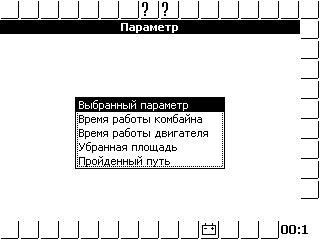 ? ?
Параметр
Выбранный параметр
Время работы комбайна
Время работы двигателя
Убранная площадь
Пройденный путь
00:1